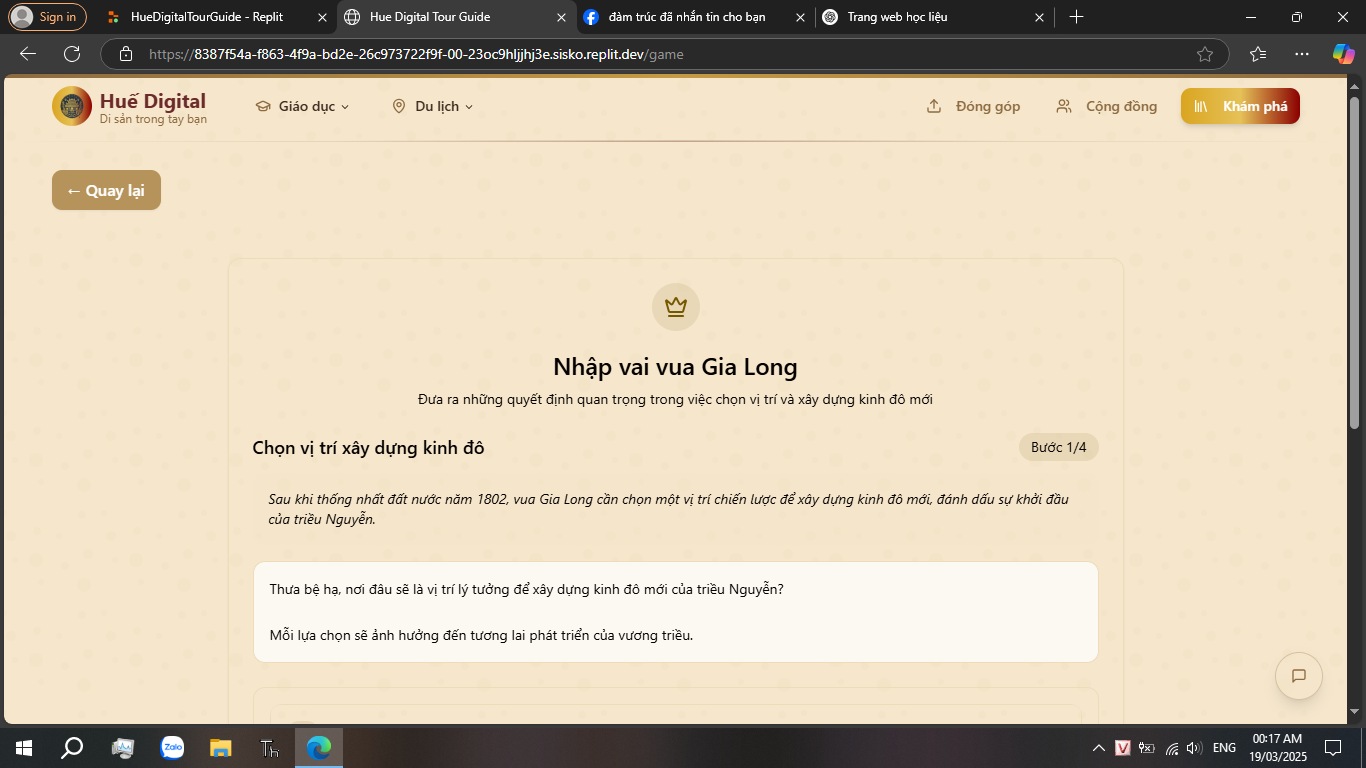 Sign in
HueDigitalTourGuide - Replit
Hue Digital Tour Guide
đàm trúc đã nhắn tin cho bạn
Trang web học liệu
https://8387f54a-f863-4f9a-bd2e-26c973722f9f-00-23oc9hljjhj3e.sisko.replit.dev/game
Huế Digital
Di sản trong tay bạn
Giáo dục
Du lịch
Đóng góp
Cộng đồng
Khám phá
← Quay lại
Nhập vai vua Gia Long
Đưa ra những quyết định quan trọng trong việc chọn vị trí và xây dựng kinh đô mới
Chọn vị trí xây dựng kinh đô
Bước 1/4
Sau khi thống nhất đất nước năm 1802, vua Gia Long cần chọn một vị trí chiến lược để xây dựng kinh đô mới, đánh dấu sự khởi đầu
của triều Nguyễn.
Thưa bệ hạ, nơi đâu sẽ là vị trí lý tưởng để xây dựng kinh đô mới của triều Nguyễn?
Mỗi lựa chọn sẽ ảnh hưởng đến tương lai phát triển của vương triều.
Zalo
Th
V
ENG
00:17 AM
19/03/2025